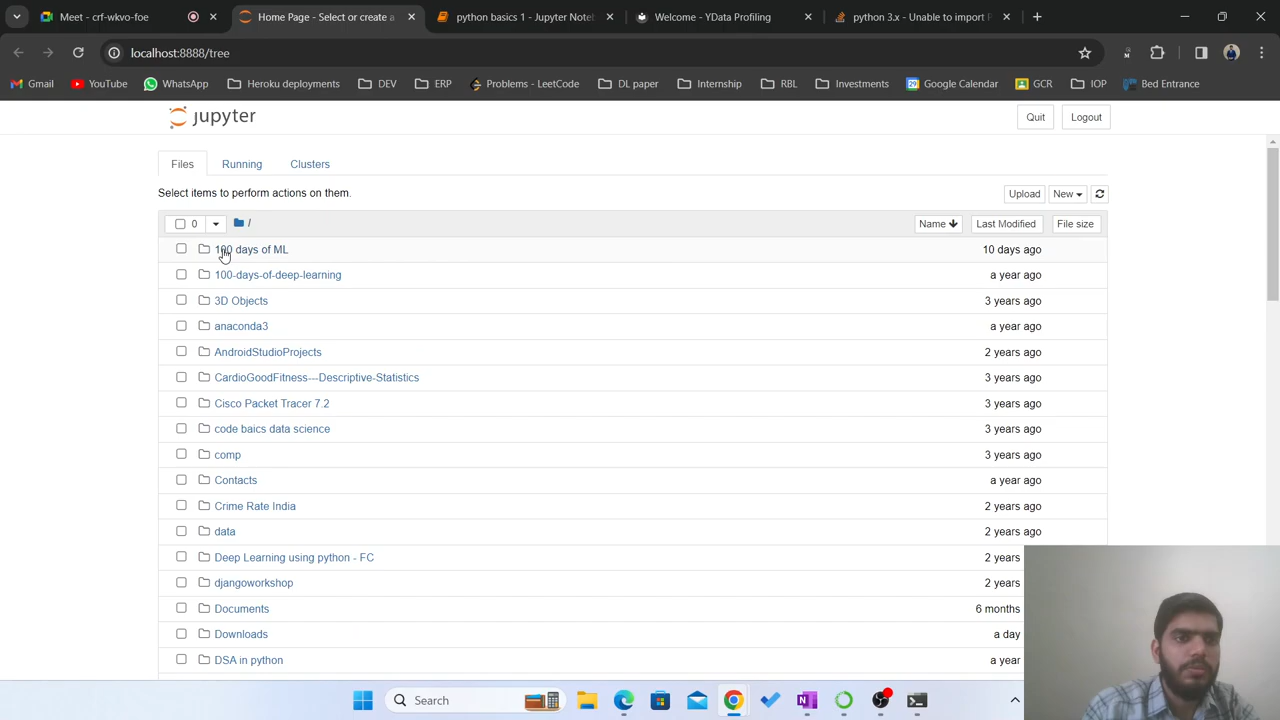 Meet - crf-wkvo-foe
Home Page - Select or create a
python basics 1 - Jupyter Noteb
Welcome - YData Profiling
python 3.x - Unable to import P
localhost:8888/tree
Gmail
YouTube
WhatsApp
Heroku deployments
DEV
ERP
Problems - LeetCode
DL paper
Internship
RBL
Investments
Google Calendar
GCR
IOP
Bed Entrance
jupyter
Quit
Logout
Files
Running
Clusters
Select items to perform actions on them.
Upload
New
0
/
Name
Last Modified
File size
100 days of ML 10 days ago
100-days-of-deep-learning a year ago
3D Objects 3 years ago
anaconda3 a year ago
AndroidStudioProjects 2 years ago
CardioGoodFitness---Descriptive-Statistics 3 years ago
Cisco Packet Tracer 7.2 3 years ago
code baics data science 3 years ago
comp 3 years ago
Contacts a year ago
Crime Rate India 2 years ago
data 2 years ago
Deep Learning using python - FC 2 years
djangoworkshop 2 years
Documents 6 months
Downloads a day
DSA in python a year
Search